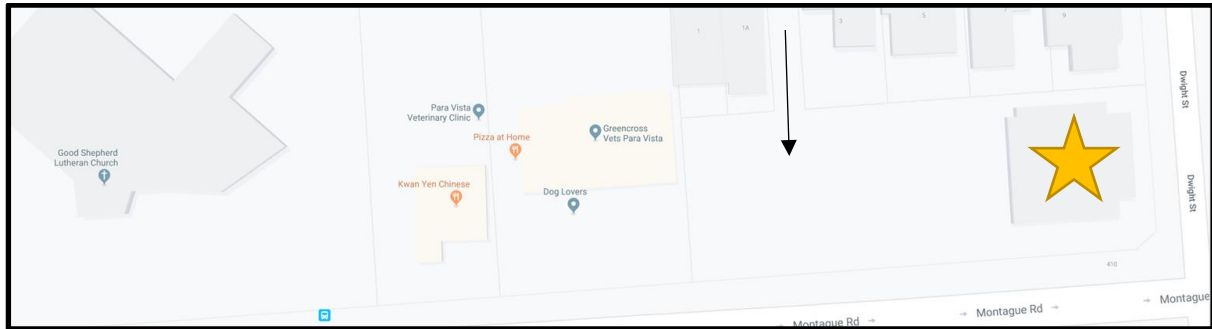 1
1A
3
5
9
Dwight St
Para Vista
Veterinary Clinic
Pizza at Home
Greencross
Vets Para Vista
Good Shepherd
Lutheran Church
Kwan Yen Chinese
Dog Lovers
Dwight St
410
Montague Rd
Montague Rd
Montague